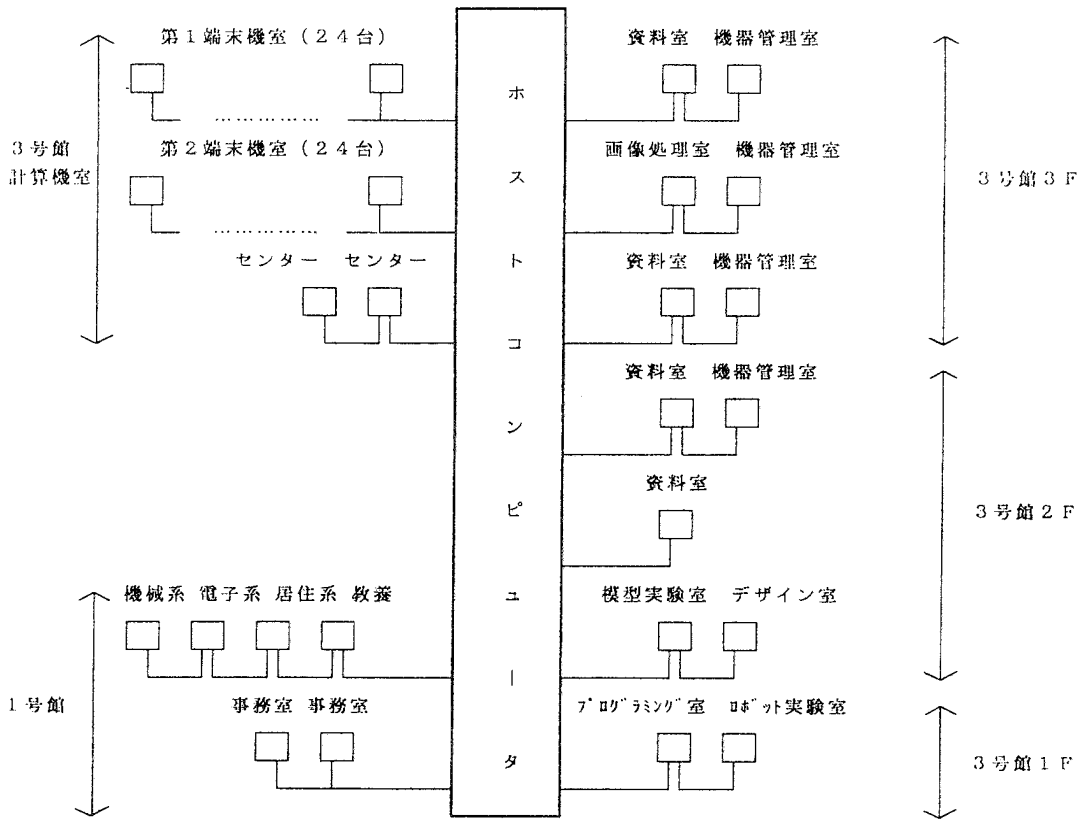 第1端末機室（24台）
第2端末機室（24台）
センター センター
3号館
計算機室
機械系 電子系 居住系 教養
事務室 事務室
1号館
ホストコンピュータ
資料室 機器管理室
画像処理室 機器管理室
資料室 機器管理室
3号館3F
資料室 機器管理室
資料室
模型実験室 デザイン室
3号館2F
プログラミング室 ロボット実験室
3号館1F